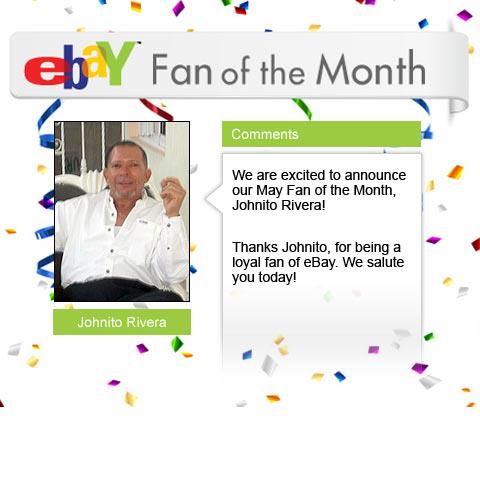 ebaY Fan of the Month
Comments
We are excited to announce
our May Fan of the Month,
Johnito Rivera!
Thanks Johnito, for being a
loyal fan of eBay. We salute
you today!
Johnito Rivera